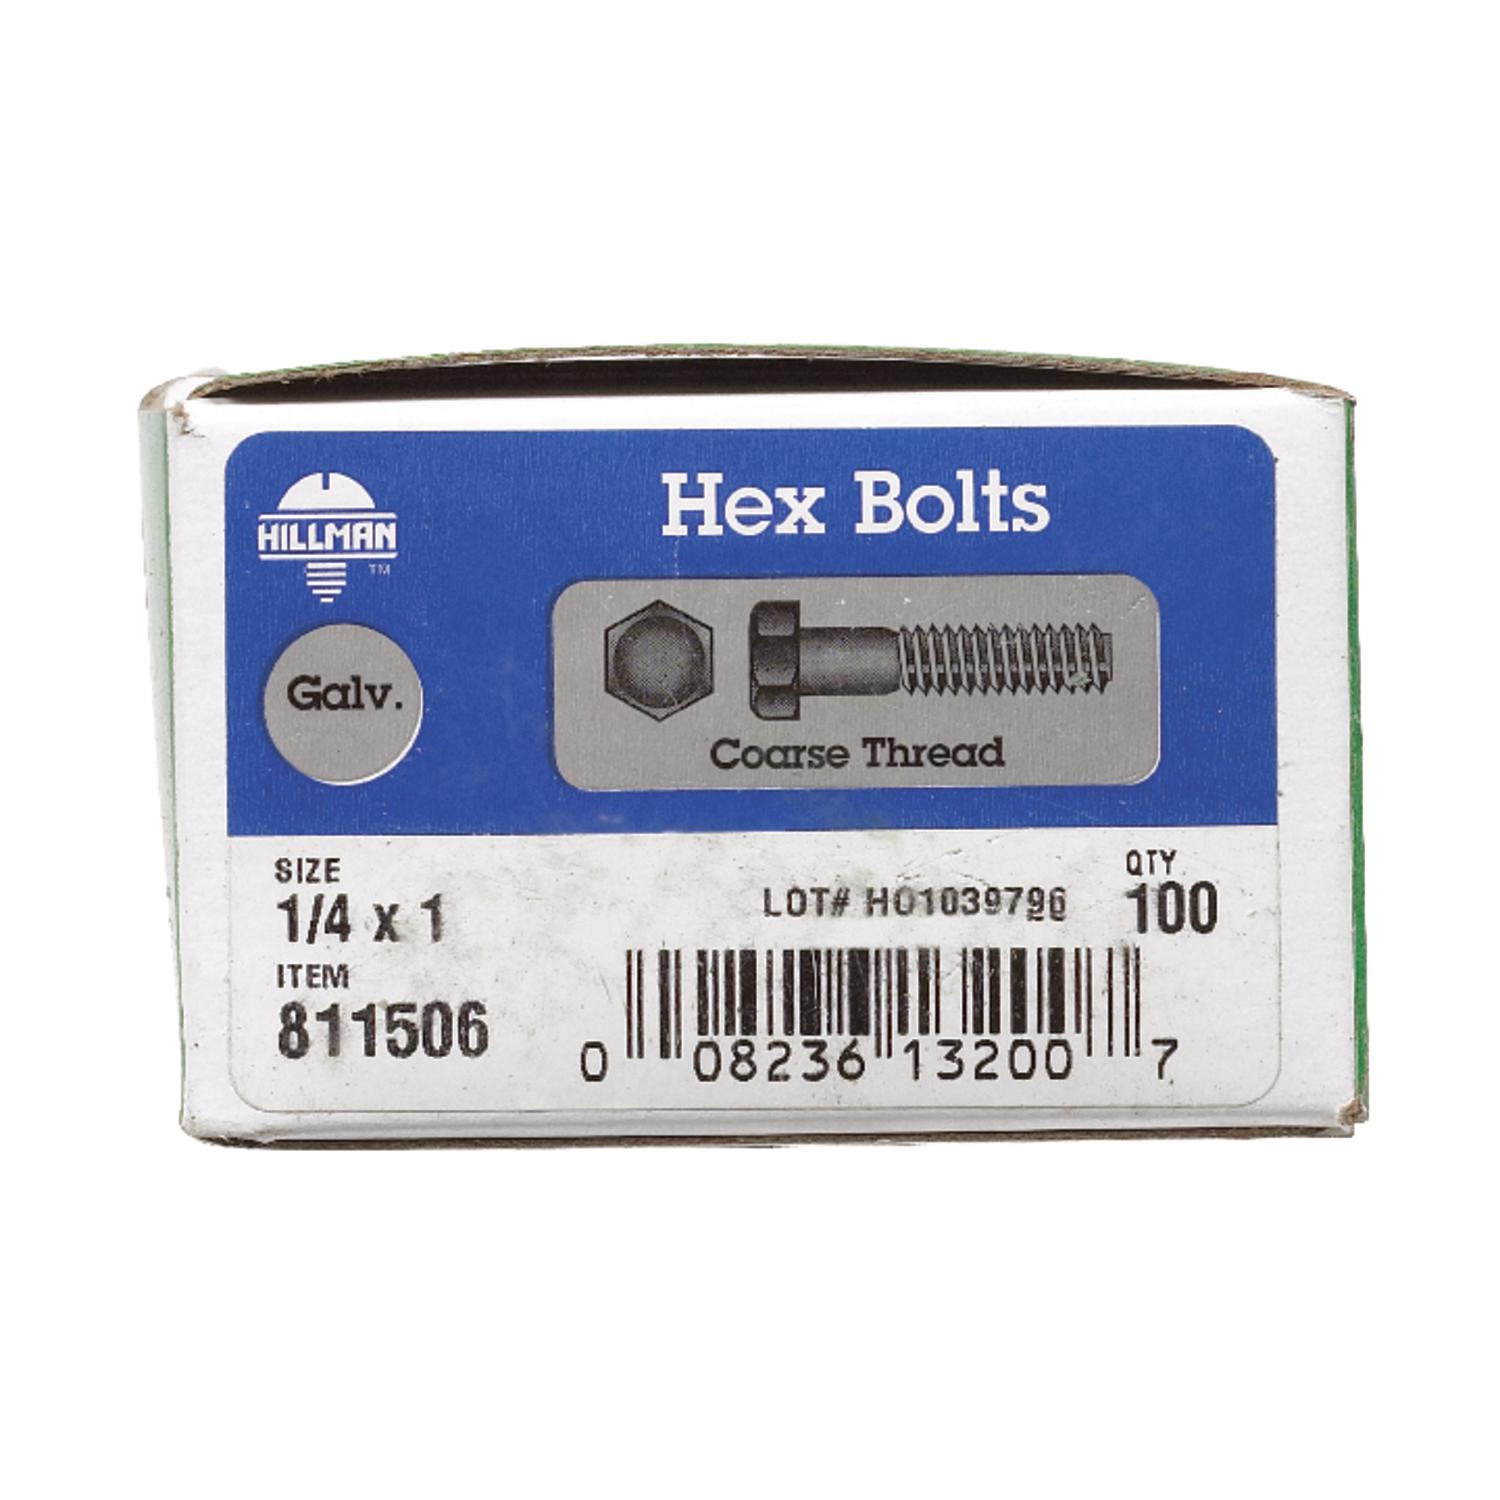 HILLMAN
TM
Hex Bolts
Galv.
Coarse Thread
SIZE
1/4 x 1
ITEM
811506
LOT# HO1039796
QTY
100
0 08236 13200 7